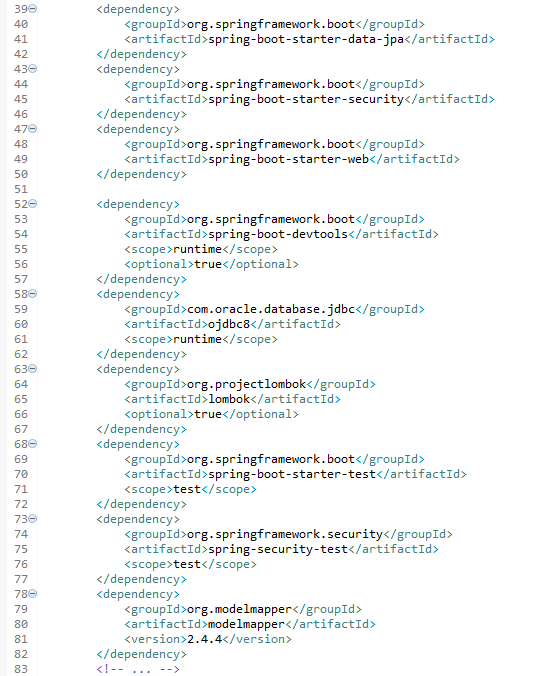 39 <dependency>
40 <groupId>org.springframework.boot</groupId>
41 <artifactId>spring-boot-starter-data-jpa</artifactId>
42 </dependency>
43 <dependency>
44 <groupId>org.springframework.boot</groupId>
45 <artifactId>spring-boot-starter-security</artifactId>
46 </dependency>
47 <dependency>
48 <groupId>org.springframework.boot</groupId>
49 <artifactId>spring-boot-starter-web</artifactId>
50 </dependency>
51
52 <dependency>
53 <groupId>org.springframework.boot</groupId>
54 <artifactId>spring-boot-devtools</artifactId>
55 <scope>runtime</scope>
56 <optional>true</optional>
57 </dependency>
58 <dependency>
59 <groupId>com.oracle.database.jdbc</groupId>
60 <artifactId>ojdbc8</artifactId>
61 <scope>runtime</scope>
62 </dependency>
63 <dependency>
64 <groupId>org.projectlombok</groupId>
65 <artifactId>lombok</artifactId>
66 <optional>true</optional>
67 </dependency>
68 <dependency>
69 <groupId>org.springframework.boot</groupId>
70 <artifactId>spring-boot-starter-test</artifactId>
71 <scope>test</scope>
72 </dependency>
73 <dependency>
74 <groupId>org.springframework.security</groupId>
75 <artifactId>spring-security-test</artifactId>
76 <scope>test</scope>
77 </dependency>
78 <dependency>
79 <groupId>org.modelmapper</groupId>
80 <artifactId>modelmapper</artifactId>
81 <version>2.4.4</version>
82 </dependency>
83 <!-- ... -->